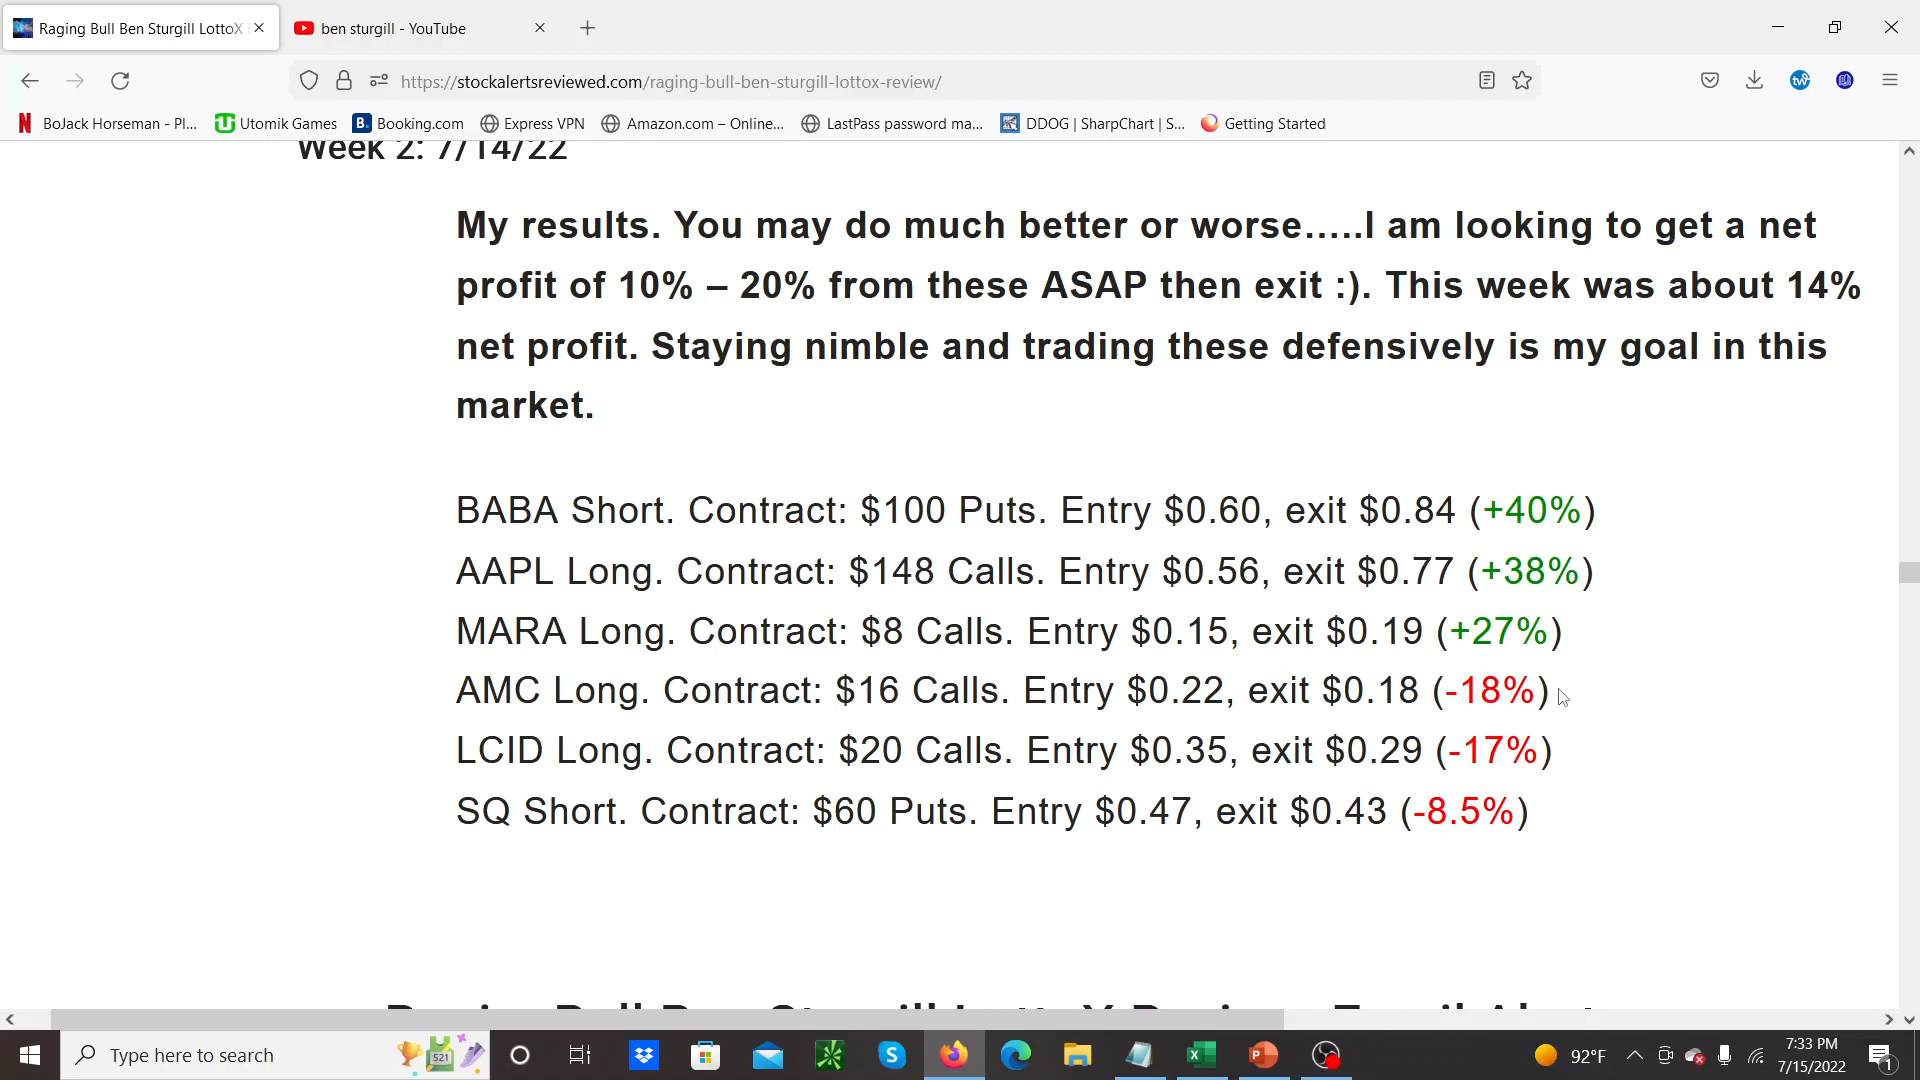 Raging Bull Ben Sturgill LottoX
ben sturgill - YouTube
https://stockalertsreviewed.com/raging-bull-ben-sturgill-lottox-review/
BoJack Horseman - Pl...
Utomik Games
Booking.com
Express VPN
Amazon.com – Online...
LastPass password ma...
DDOG | SharpChart | S...
Getting Started
Week 2: 7/14/22
My results. You may do much better or worse…..I am looking to get a net
profit of 10% – 20% from these ASAP then exit :). This week was about 14%
net profit. Staying nimble and trading these defensively is my goal in this
market.
BABA Short. Contract: $100 Puts. Entry $0.60, exit $0.84 (+40%)
AAPL Long. Contract: $148 Calls. Entry $0.56, exit $0.77 (+38%)
MARA Long. Contract: $8 Calls. Entry $0.15, exit $0.19 (+27%)
AMC Long. Contract: $16 Calls. Entry $0.22, exit $0.18 (-18%)
LCID Long. Contract: $20 Calls. Entry $0.35, exit $0.29 (-17%)
SQ Short. Contract: $60 Puts. Entry $0.47, exit $0.43 (-8.5%)
Type here to search
521
92°F
7:33 PM
7/15/2022
1